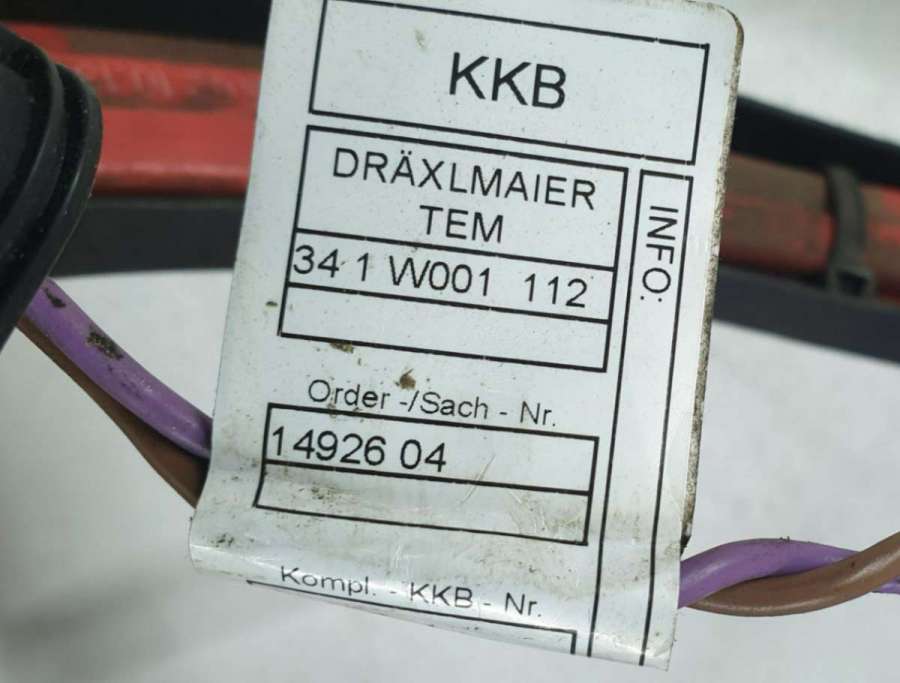 KKB
DRÄXLMAIER
TEM
34 1 W001 112
INFO:
Order -/Sach - Nr.
14926 04
Kompl. - KKB - Nr.